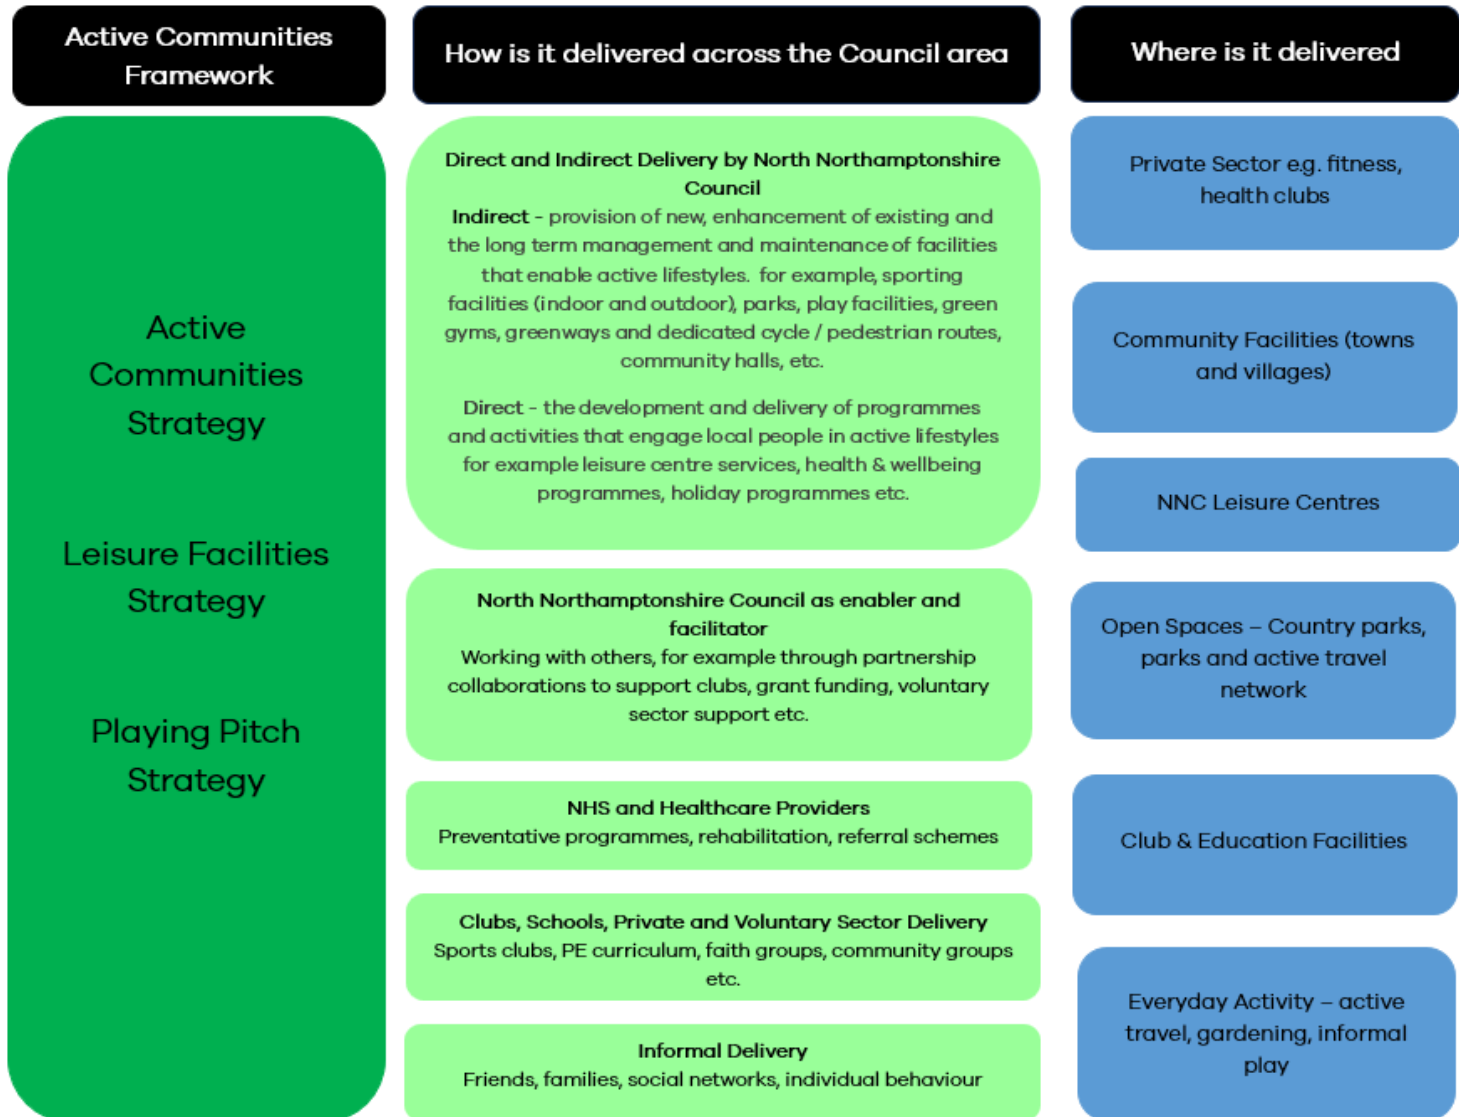 Active Communities
Framework
How is it delivered across the Council area
Where is it delivered
Active
Communities
Strategy
Leisure Facilities
Strategy
Playing Pitch
Strategy
Direct and Indirect Delivery by North Northamptonshire
Council
Indirect - provision of new, enhancement of existing and
the long term management and maintenance of facilities
that enable active lifestyles. for example, sporting
facilities (indoor and outdoor), parks, play facilities, green
gyms, greenways and dedicated cycle / pedestrian routes,
community halls, etc.
Direct - the development and delivery of programmes
and activities that engage local people in active lifestyles
for example leisure centre services, health & wellbeing
programmes, holiday programmes etc.
North Northamptonshire Council as enabler and
facilitator
Working with others, for example through partnership
collaborations to support clubs, grant funding, voluntary
sector support etc.
NHS and Healthcare Providers
Preventative programmes, rehabilitation, referral schemes
Clubs, Schools, Private and Voluntary Sector Delivery
Sports clubs, PE curriculum, faith groups, community groups
etc.
Informal Delivery
Friends, families, social networks, individual behaviour
Private Sector e.g. fitness,
health clubs
Community Facilities (towns
and villages)
NNC Leisure Centres
Open Spaces – Country parks,
parks and active travel
network
Club & Education Facilities
Everyday Activity – active
travel, gardening, informal
play